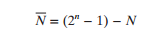 N̅ = (2ⁿ − 1) − N